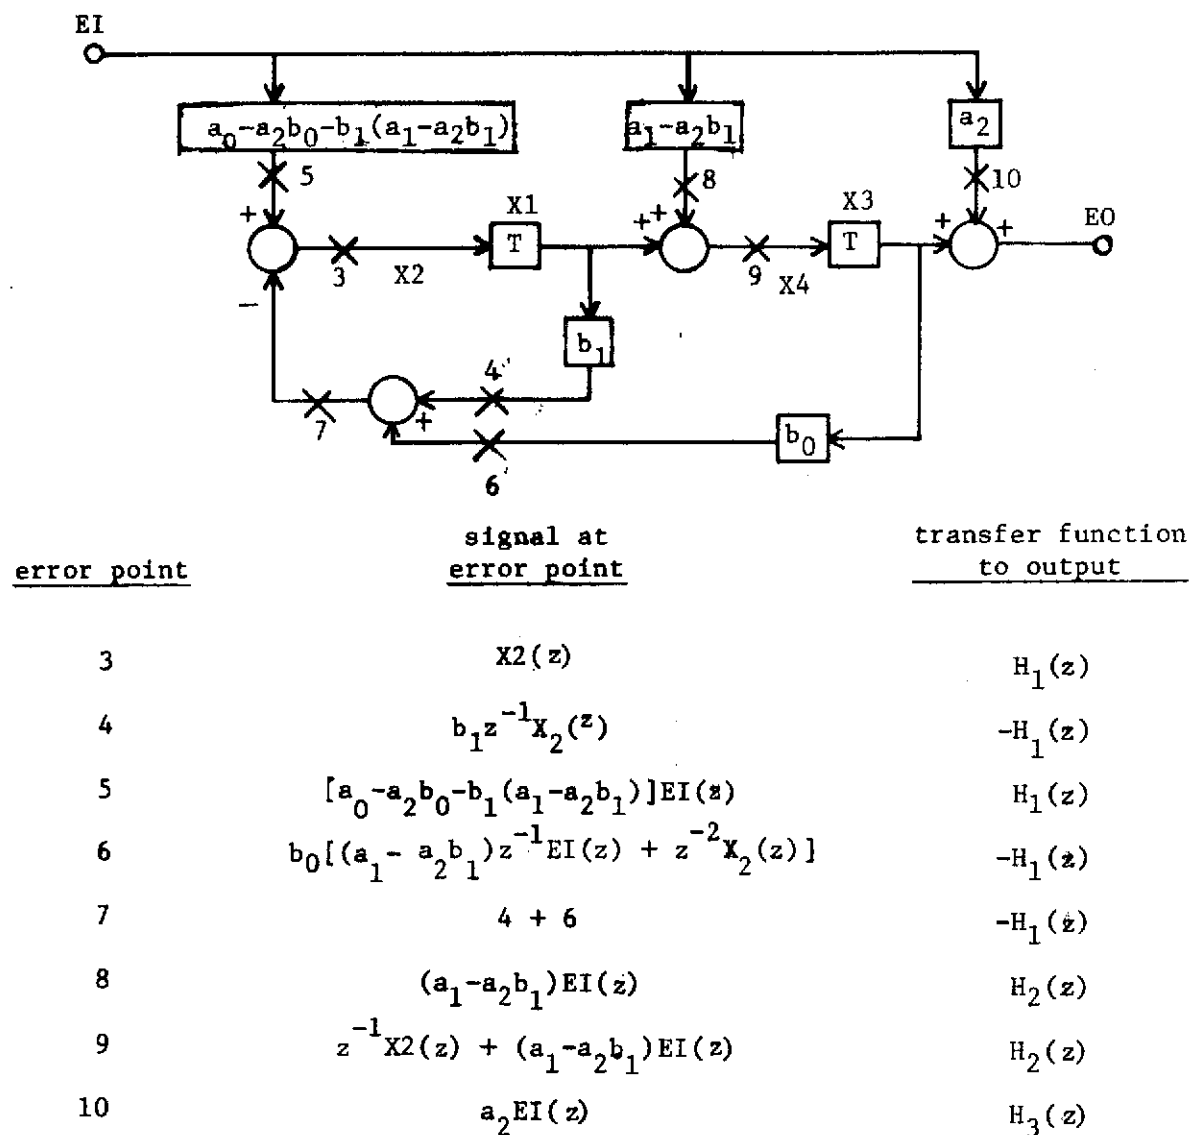 EI
a₀-a₂b₀-b₁(a₁-a₂b₁)
a₁-a₂b₁
a₂
5
8
10
+
X1
+ +
X3
+
+
EO
T
T
3
X2
9
X4
−
b₁
4
7
+
b₀
6
error point
signal at error point
transfer function to output
3 X2(z) H₁(z)
4 b₁z⁻¹X₂(z) -H₁(z)
5 [a₀-a₂b₀-b₁(a₁-a₂b₁)]EI(z) H₁(z)
6 b₀[(a₁- a₂b₁)z⁻¹EI(z) + z⁻²X₂(z)] -H₁(z)
7 4 + 6 -H₁(z)
8 (a₁-a₂b₁)EI(z) H₂(z)
9 z⁻¹X2(z) + (a₁-a₂b₁)EI(z) H₂(z)
10 a₂EI(z) H₃(z)